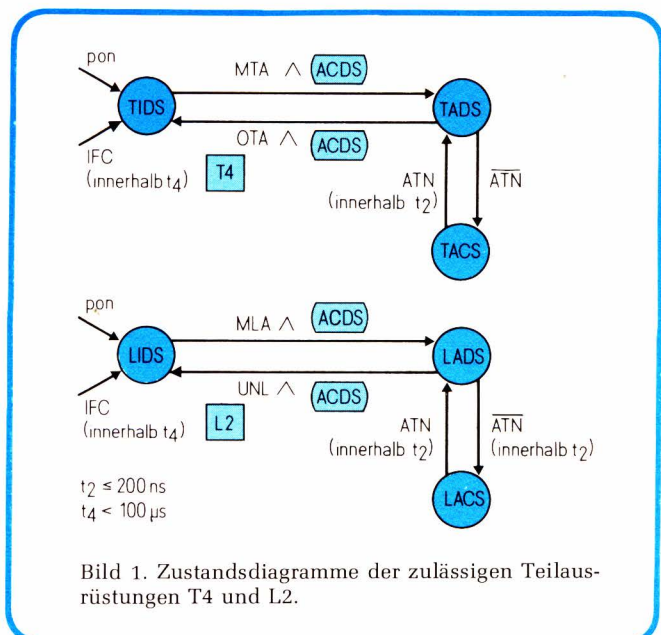 pon
MTA ∧ ACDS
TIDS
TADS
OTA ∧ ACDS
IFC
(innerhalb t4)
T4
ATN
(innerhalb t2)
A̅T̅N̅
TACS
pon
MLA ∧ ACDS
LIDS
LADS
UNL ∧ ACDS
IFC
(innerhalb t4)
L2
ATN
(innerhalb t2)
A̅T̅N̅
(innerhalb t2)
t2 ≤ 200 ns
t4 < 100 µs
LACS
Bild 1. Zustandsdiagramme der zulässigen Teilaus-
rüstungen T4 und L2.